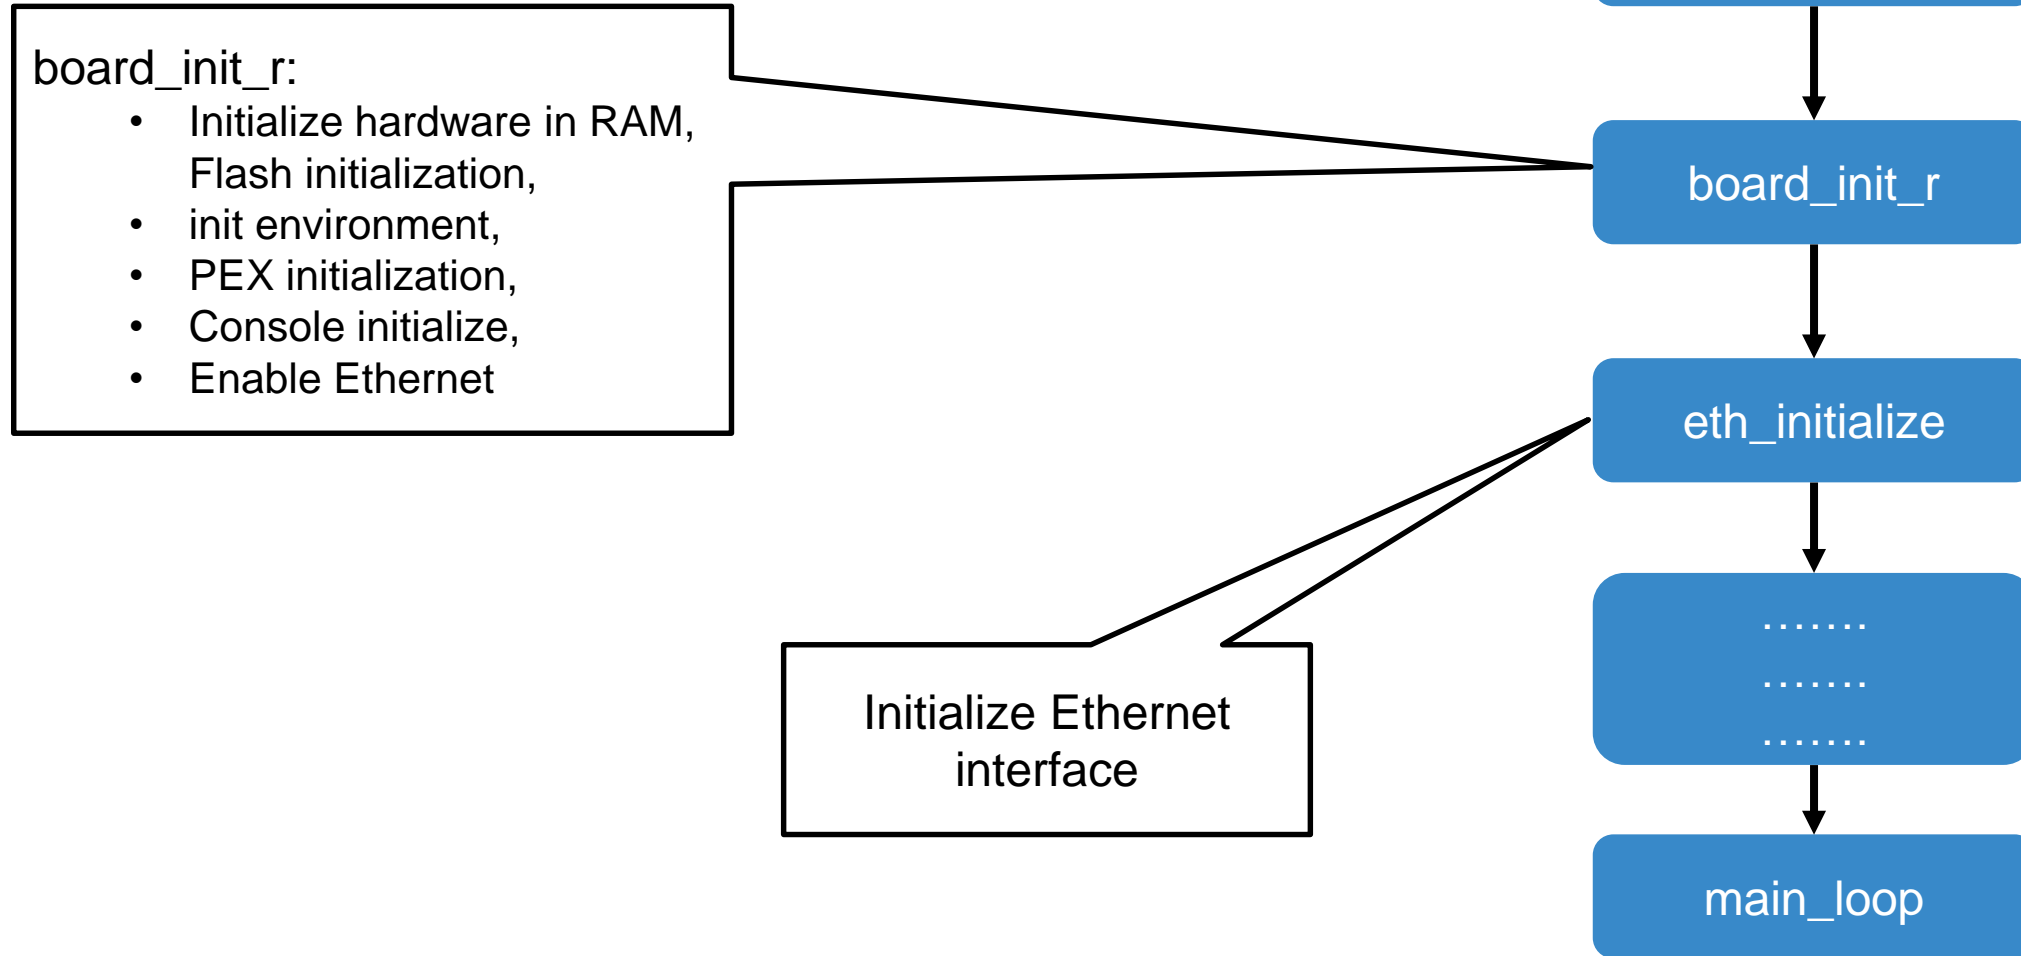 board_init_r:
• Initialize hardware in RAM,
Flash initialization,
• init environment,
• PEX initialization,
• Console initialize,
• Enable Ethernet
board_init_r
eth_initialize
Initialize Ethernet
interface
.......
.......
.......
main_loop